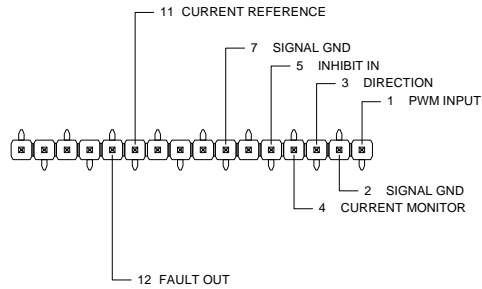 11 CURRENT REFERENCE
7 SIGNAL GND
5 INHIBIT IN
3 DIRECTION
1 PWM INPUT
2 SIGNAL GND
4 CURRENT MONITOR
12 FAULT OUT